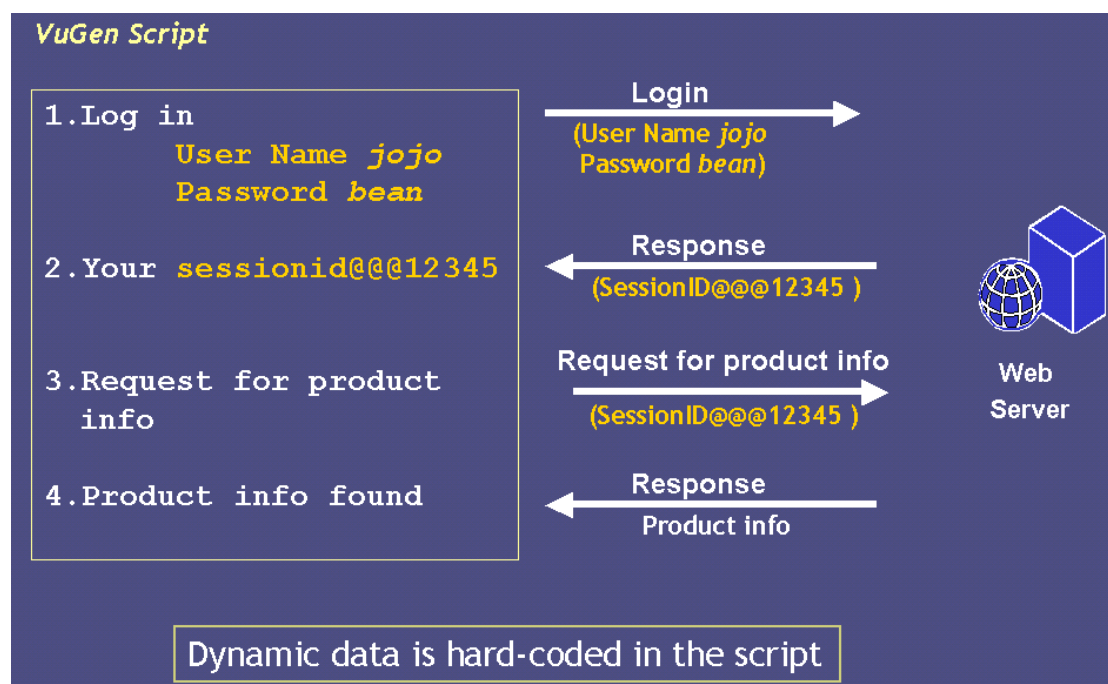 VuGen Script
1.Log in
User Name jojo
Password bean
2.Your sessionid@@@12345
3.Request for product
info
4.Product info found
Login
(User Name jojo
Password bean)
Response
(SessionID@@@12345 )
Request for product info
(SessionID@@@12345 )
Response
Product info
Web
Server
Dynamic data is hard-coded in the script